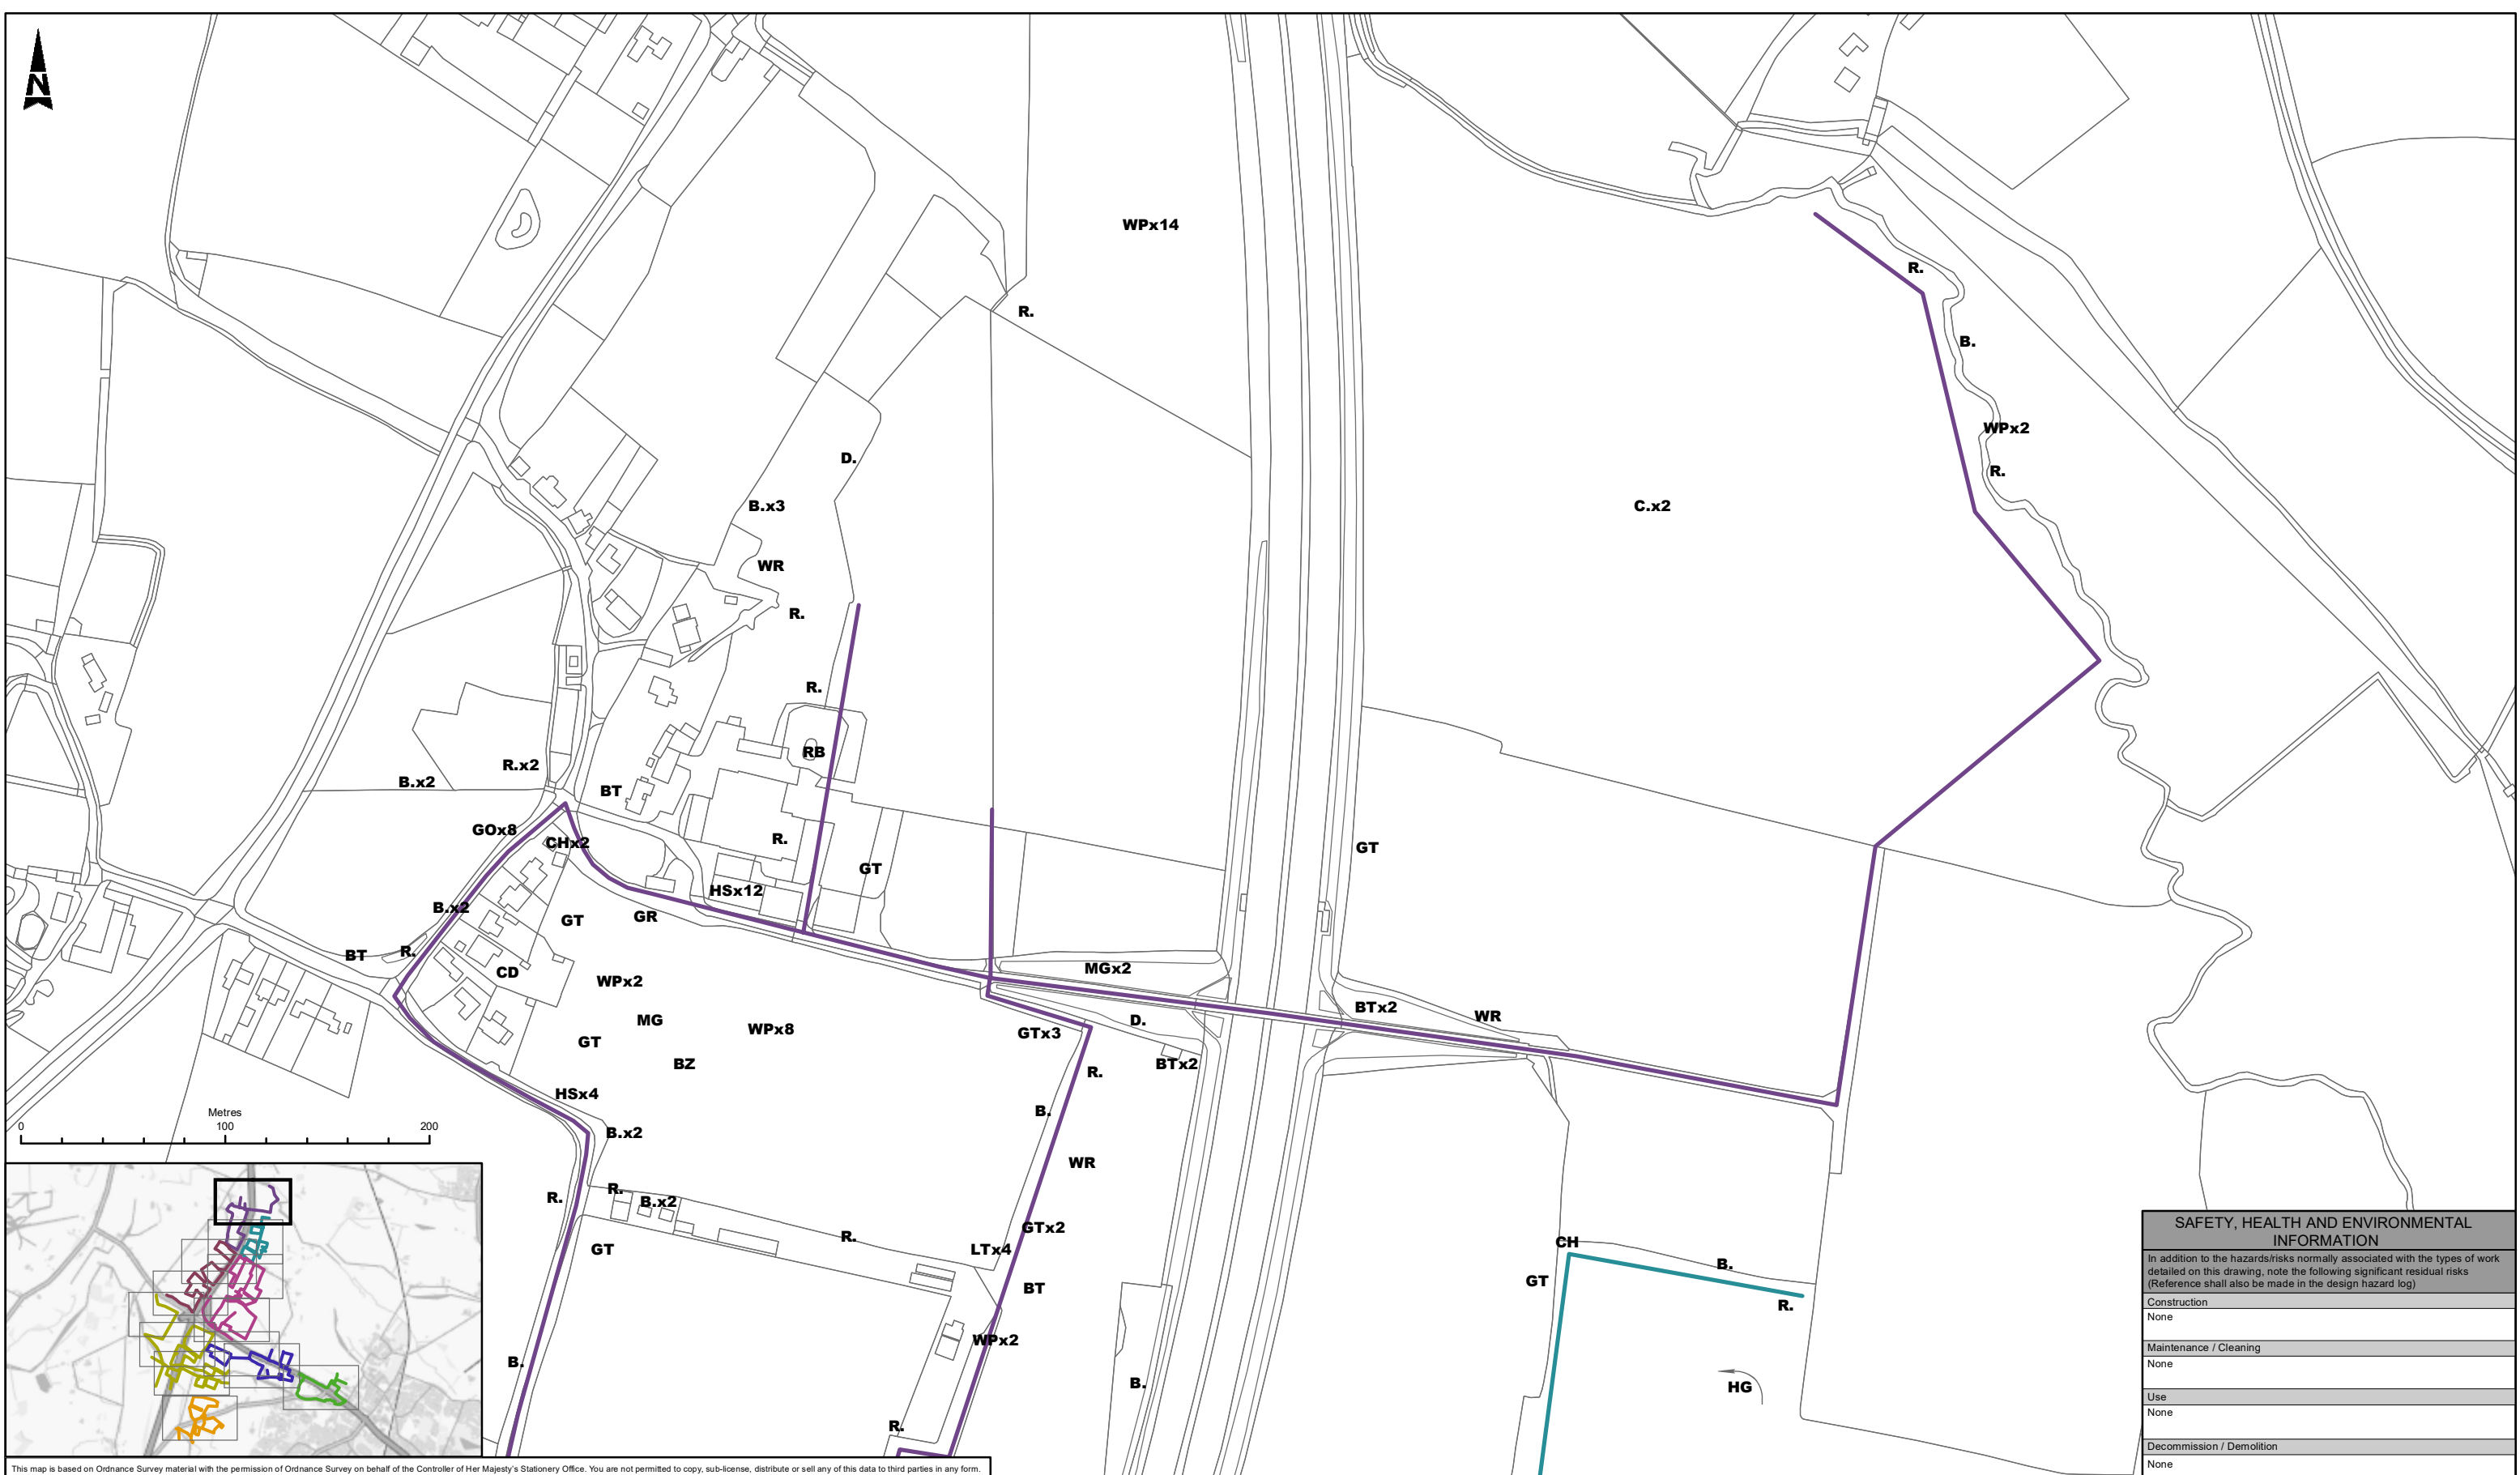 N
WPx14
R.
R.
B.
WPx2
D.
R.
B.x3
C.x2
WR
R.
R.
RB
R.x2
B.x2
BT
GOx8
CHx2
R.
GT
GT
HSx12
B.x2
GT
GR
BT
R.
CD
MGx2
WPx2
BTx2
WR
MG
WPx8
D.
GTx3
GT
BZ
R.
BTx2
HSx4
B.
Metres
0
100
200
B.x2
WR
R.
R.
B.x2
GTx2
R.
GT
LTx4
CH
B.
BT
GT
R.
WPx2
B.
B.
HG
R.
SAFETY, HEALTH AND ENVIRONMENTAL
INFORMATION
In addition to the hazards/risks normally associated with the types of work
detailed on this drawing, note the following significant residual risks
(Reference shall also be made in the design hazard log)
Construction
None
Maintenance / Cleaning
None
Use
None
Decommission / Demolition
None
This map is based on Ordnance Survey material with the permission of Ordnance Survey on behalf of the Controller of Her Majesty's Stationery Office. You are not permitted to copy, sub-license, distribute or sell any of this data to third parties in any form.